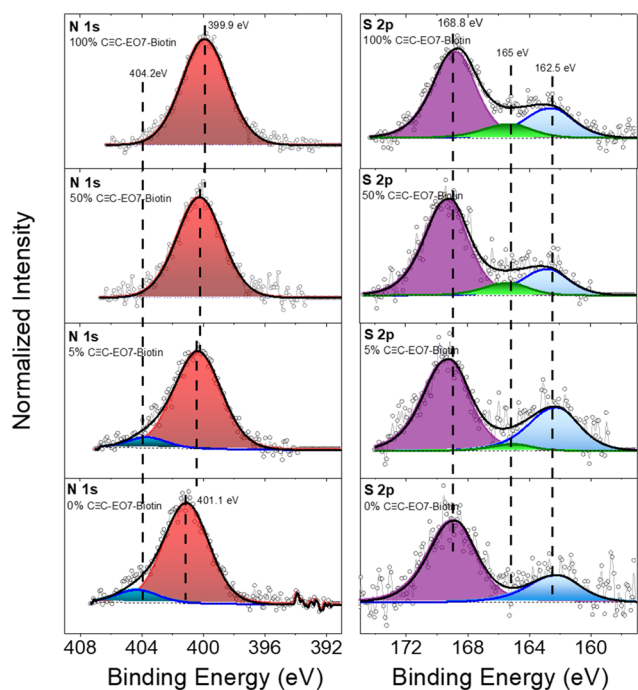 N 1s
399.9 eV
100% C≡C-EO7-Biotin
404.2eV
S 2p
168.8 eV
100% C≡C-EO7-Biotin
165 eV
162.5 eV
N 1s
50% C≡C-EO7-Biotin
S 2p
50% C≡C-EO7-Biotin
N 1s
5% C≡C-EO7-Biotin
S 2p
5% C≡C-EO7-Biotin
N 1s
0% C≡C-EO7-Biotin
401.1 eV
S 2p
0% C≡C-EO7-Biotin
Normalized Intensity
408 404 400 396 392
172 168 164 160
Binding Energy (eV)
Binding Energy (eV)